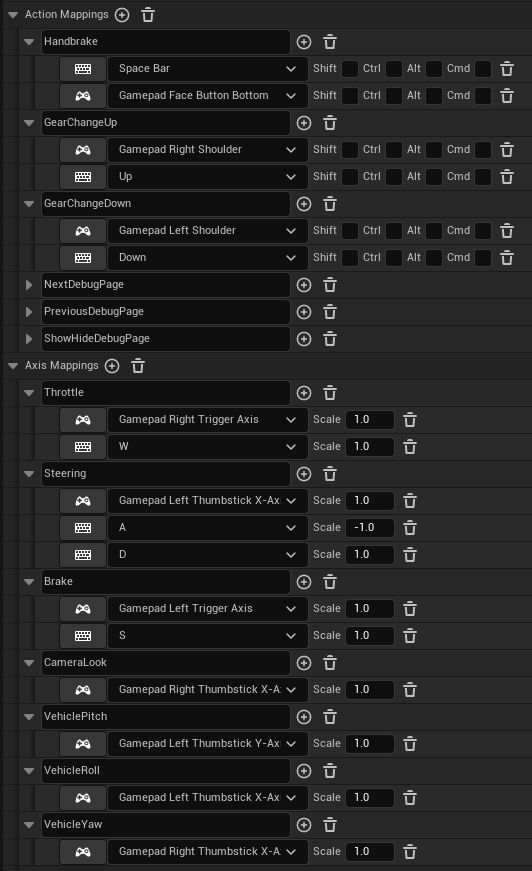 Action Mappings
Handbrake
Space Bar Shift Ctrl Alt Cmd
Gamepad Face Button Bottom Shift Ctrl Alt Cmd
GearChangeUp
Gamepad Right Shoulder Shift Ctrl Alt Cmd
Up Shift Ctrl Alt Cmd
GearChangeDown
Gamepad Left Shoulder Shift Ctrl Alt Cmd
Down Shift Ctrl Alt Cmd
NextDebugPage
PreviousDebugPage
ShowHideDebugPage
Axis Mappings
Throttle
Gamepad Right Trigger Axis Scale 1.0
W Scale 1.0
Steering
Gamepad Left Thumbstick X-Axi Scale 1.0
A Scale -1.0
D Scale 1.0
Brake
Gamepad Left Trigger Axis Scale 1.0
S Scale 1.0
CameraLook
Gamepad Right Thumbstick X-A Scale 1.0
VehiclePitch
Gamepad Left Thumbstick Y-Axi Scale 1.0
VehicleRoll
Gamepad Left Thumbstick X-Axi Scale 1.0
VehicleYaw
Gamepad Right Thumbstick X-A Scale 1.0